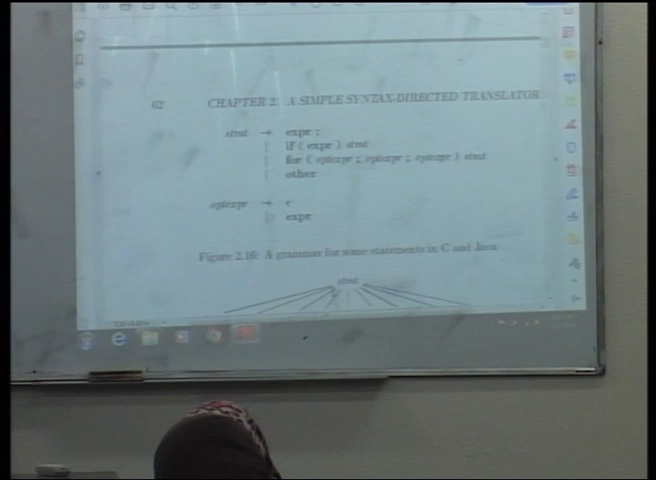 62 CHAPTER 2. A SIMPLE SYNTAX-DIRECTED TRANSLATOR
stmt → expr ;
| if ( expr ) stmt
| for ( optexpr ; optexpr ; optexpr ) stmt
| other
optexpr → ϵ
| expr
Figure 2.16: A grammar for some statements in C and Java
stmt